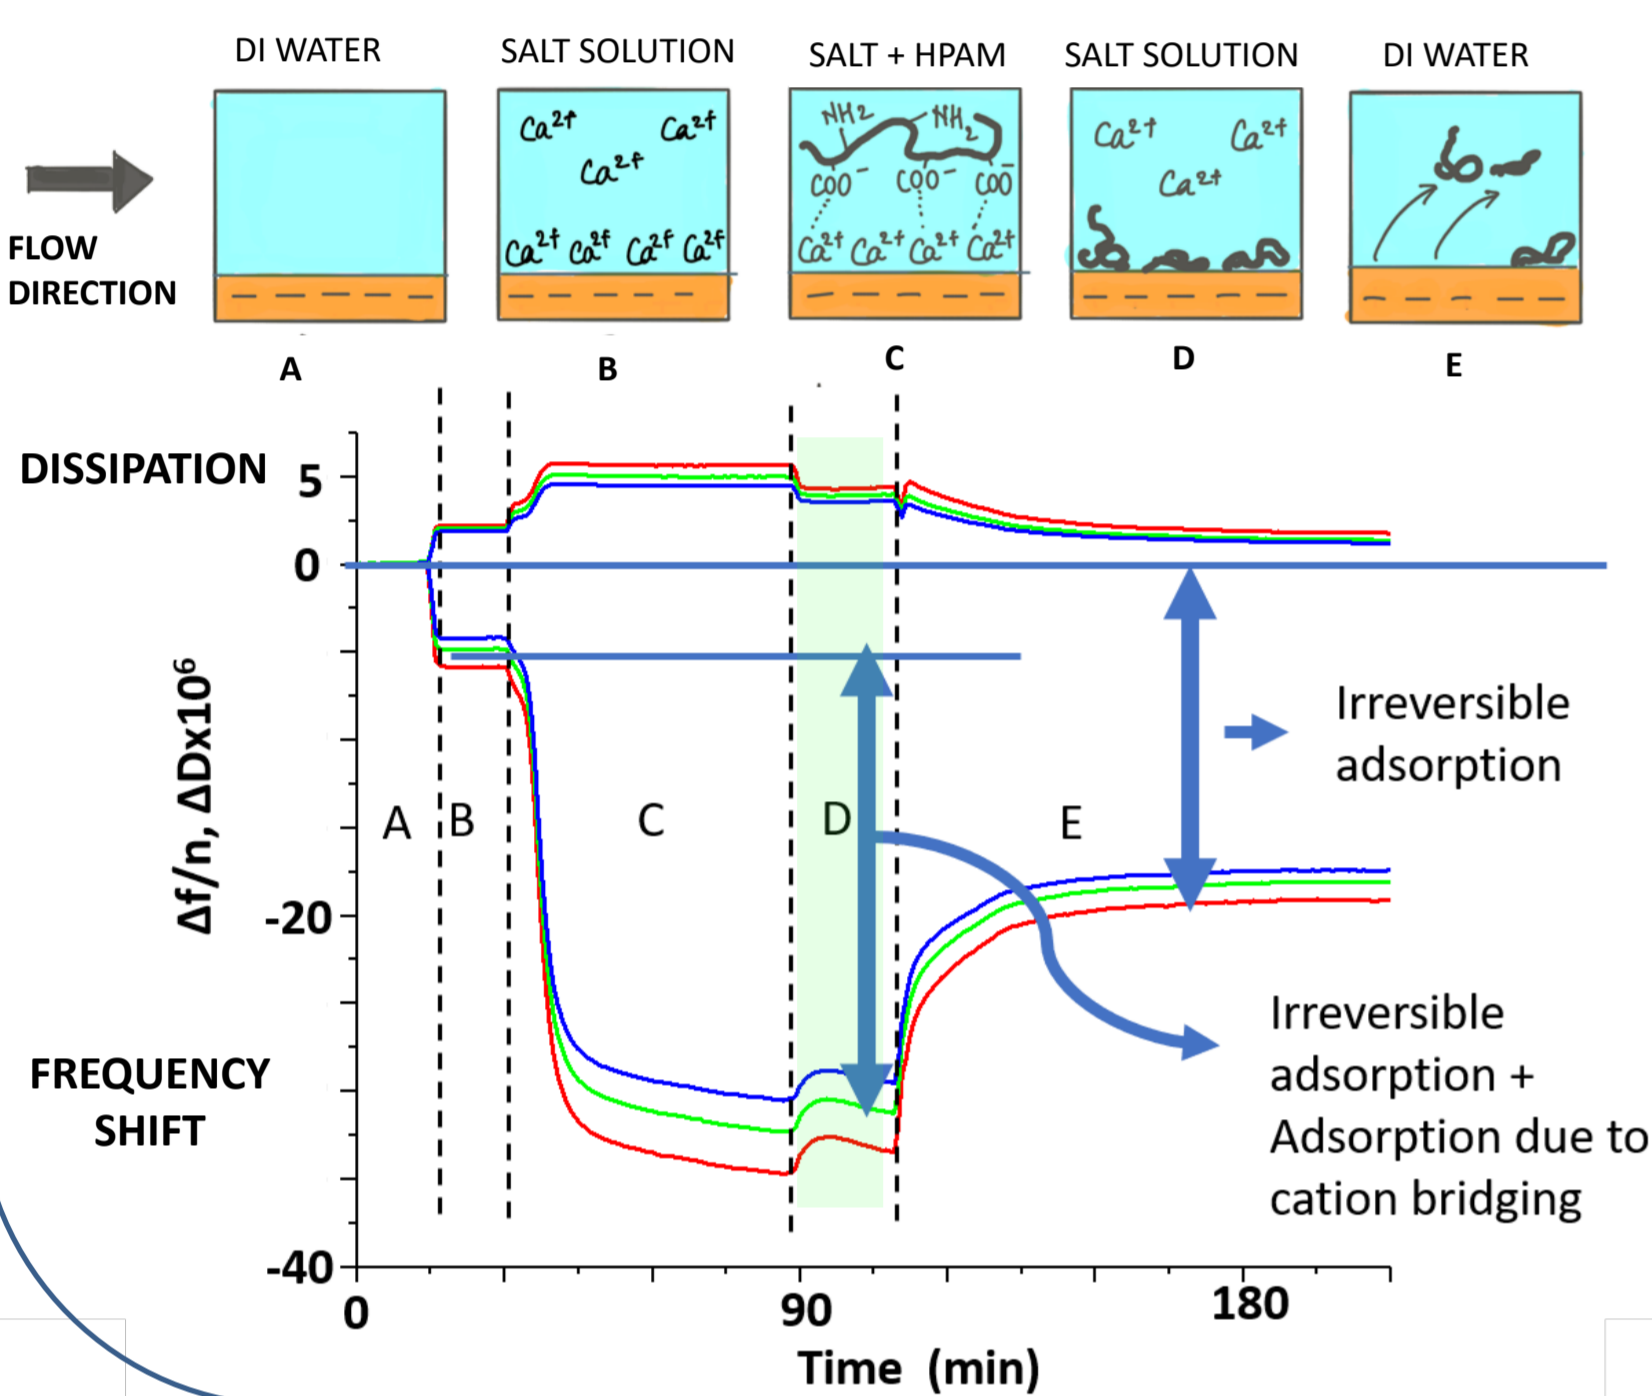 DI WATER
SALT SOLUTION
SALT + HPAM
SALT SOLUTION
DI WATER
FLOW
DIRECTION
Ca2+ Ca2+
Ca2+
Ca2+ Ca2+ Ca2+ Ca2+
NH2 NH2
COO- COO- COO-
Ca2+ Ca2+ Ca2+ Ca2+
Ca2+ Ca2+
Ca2+
A
B
C
D
E
DISSIPATION
5
0
Δf/n, ΔDx10⁶
-20
-40
FREQUENCY
SHIFT
A B C D E
Irreversible
adsorption
Irreversible
adsorption +
Adsorption due to
cation bridging
0 90 180
Time (min)